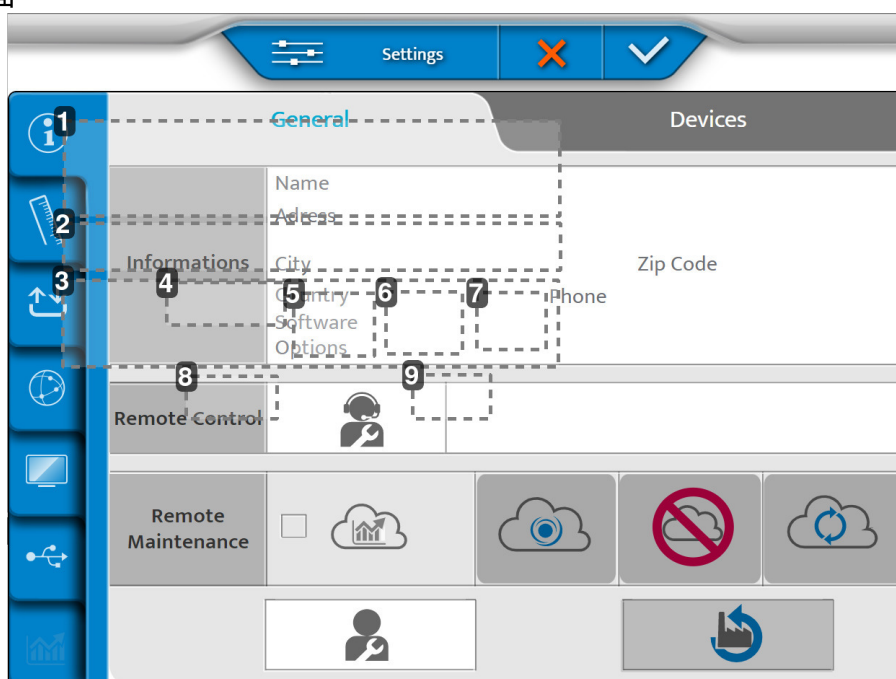 Settings
General
Devices
1
Name
2
Adress
Informations
City
Zip Code
3
4
5
6
7
Country
Phone
Software
Options
8
9
Remote Control
Remote
Maintenance